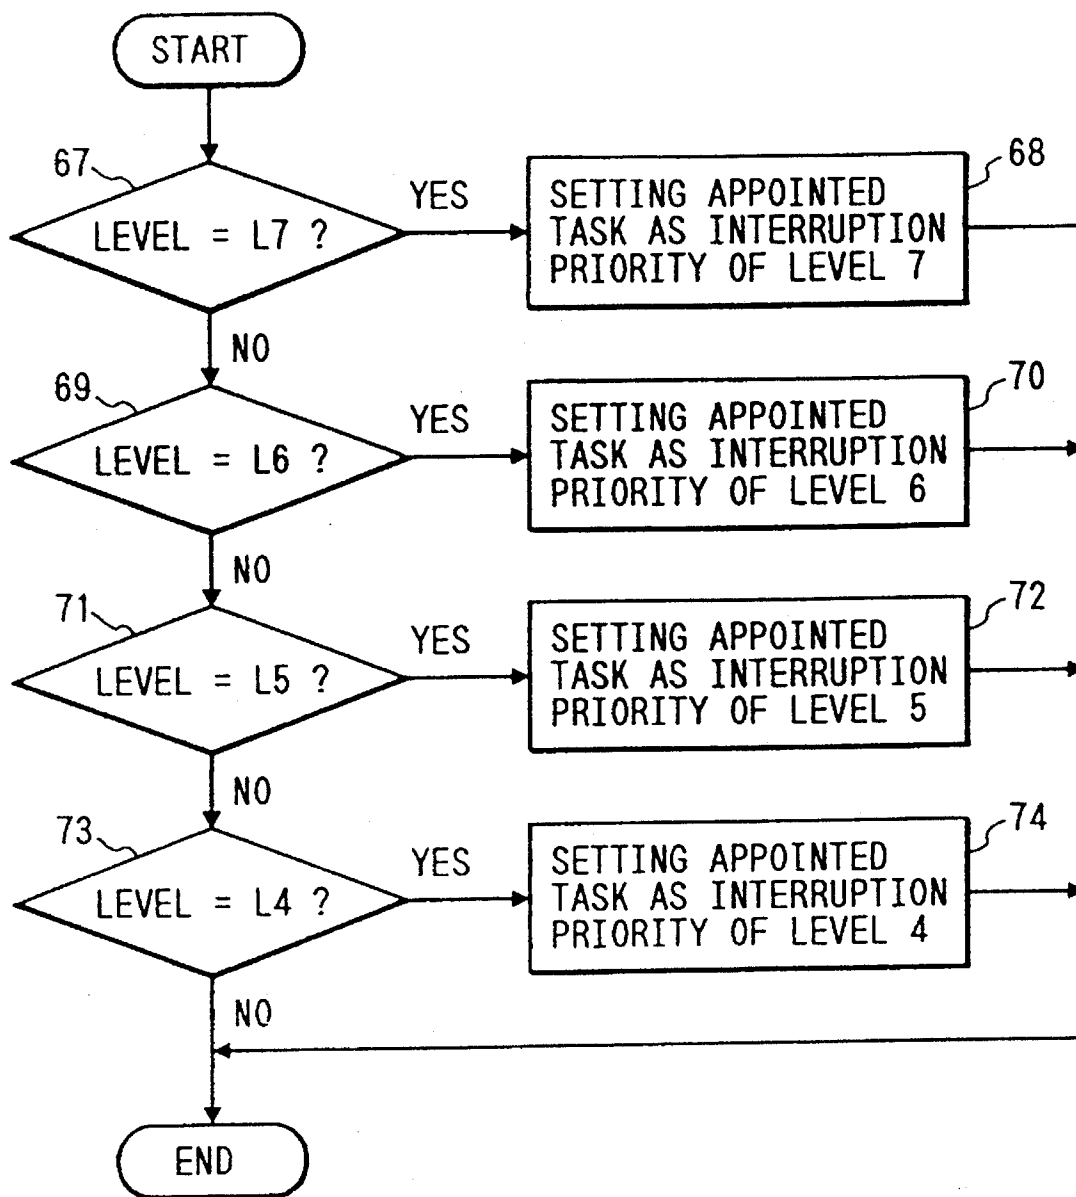 START
67
LEVEL = L7 ?
YES
68
SETTING APPOINTED
TASK AS INTERRUPTION
PRIORITY OF LEVEL 7
NO
69
LEVEL = L6 ?
YES
70
SETTING APPOINTED
TASK AS INTERRUPTION
PRIORITY OF LEVEL 6
NO
71
LEVEL = L5 ?
YES
72
SETTING APPOINTED
TASK AS INTERRUPTION
PRIORITY OF LEVEL 5
NO
73
LEVEL = L4 ?
YES
74
SETTING APPOINTED
TASK AS INTERRUPTION
PRIORITY OF LEVEL 4
NO
END